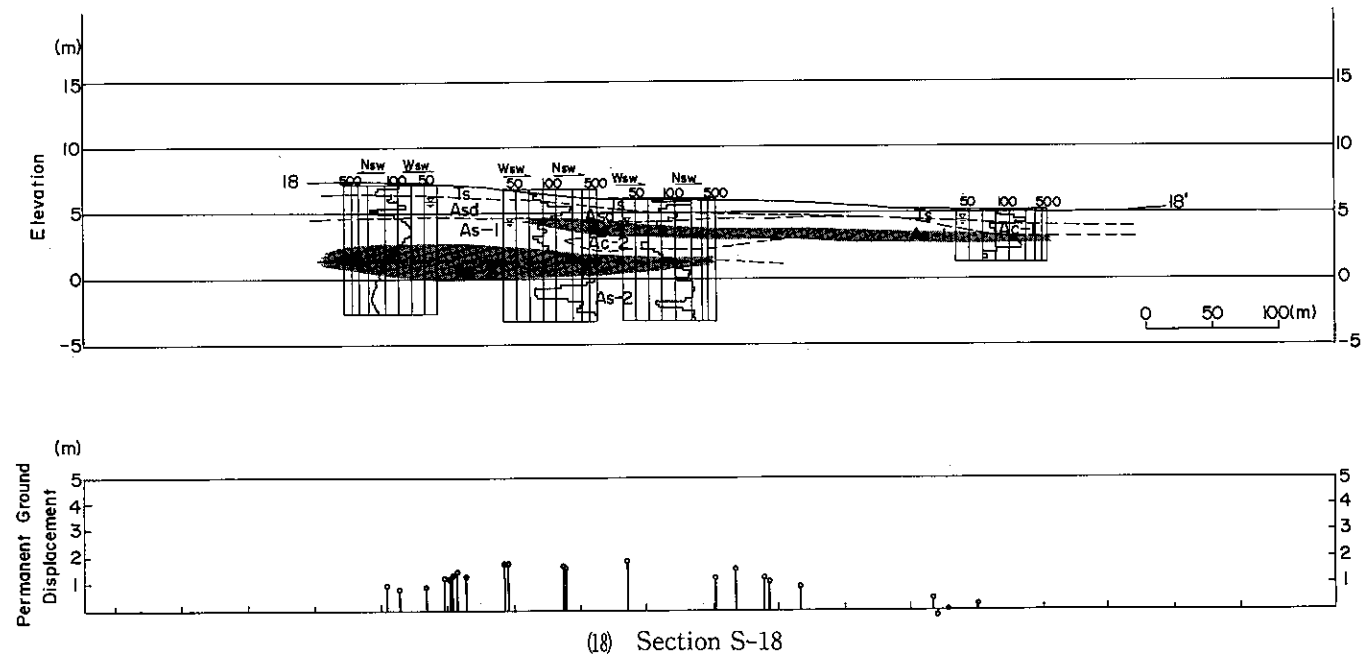 (m)
15
15
10
10
5
5
0
0
-5
-5
Elevation
18
18'
Nsw Wsw
500 100 50
Wsw Nsw
50 100 500
Wsw Nsw
50 100 500
50 100 500
Ts
Asd
As-1
Asd
Ts
Ac-2
As-2
Ts
Ac-1
0 50 100(m)
(m)
Permanent Ground
Displacement
5
5
4
4
3
3
2
2
1
1
(18) Section S-18